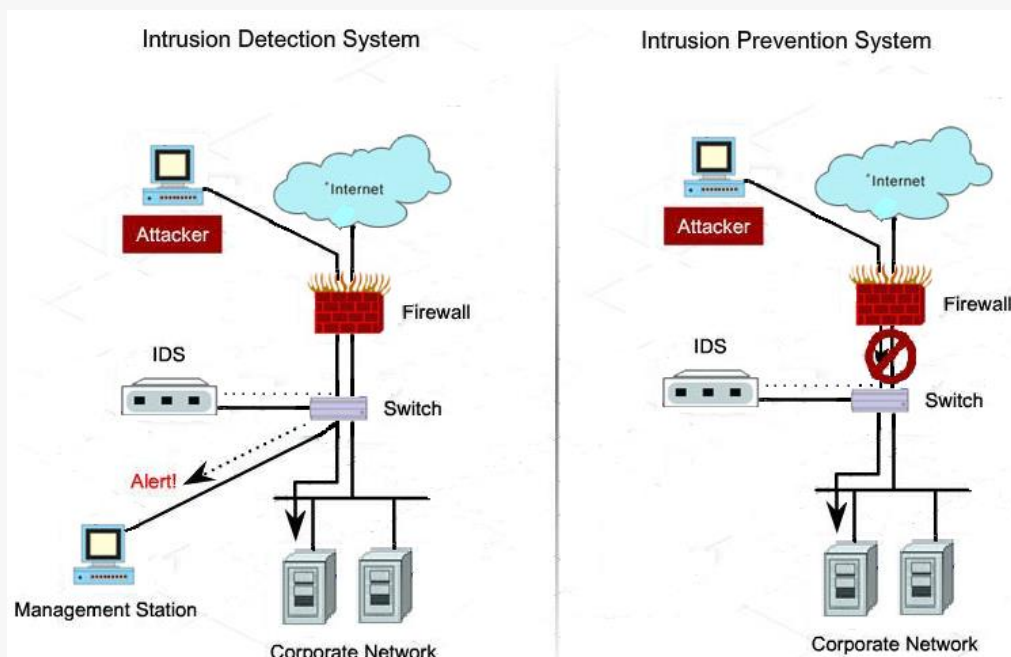 Intrusion Detection System
Internet
Attacker
Firewall
IDS
Switch
Alert!
Management Station
Corporate Network
Intrusion Prevention System
Internet
Attacker
Firewall
IDS
Switch
Corporate Network